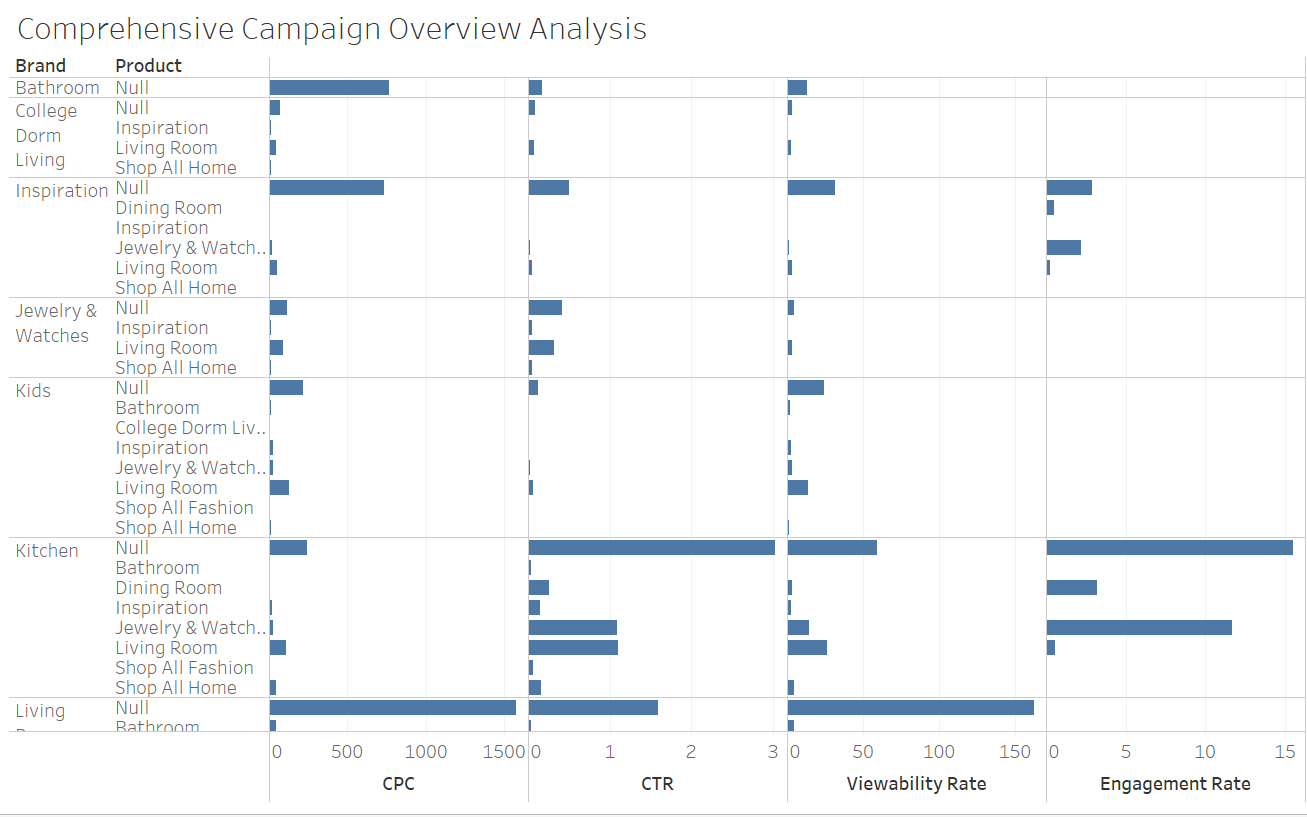 Comprehensive Campaign Overview Analysis
Brand Product
Bathroom Null
College Dorm Living Null
Inspiration
Living Room
Shop All Home
Inspiration Null
Dining Room
Inspiration
Jewelry & Watch..
Living Room
Shop All Home
Jewelry & Watches Null
Inspiration
Living Room
Shop All Home
Kids Null
Bathroom
College Dorm Liv..
Inspiration
Jewelry & Watch..
Living Room
Shop All Fashion
Shop All Home
Kitchen Null
Bathroom
Dining Room
Inspiration
Jewelry & Watch..
Living Room
Shop All Fashion
Shop All Home
Living Null
Bathroom
0 500 1000 1500 0 1 2 3 0 50 100 150 0 5 10 15
CPC CTR Viewability Rate Engagement Rate